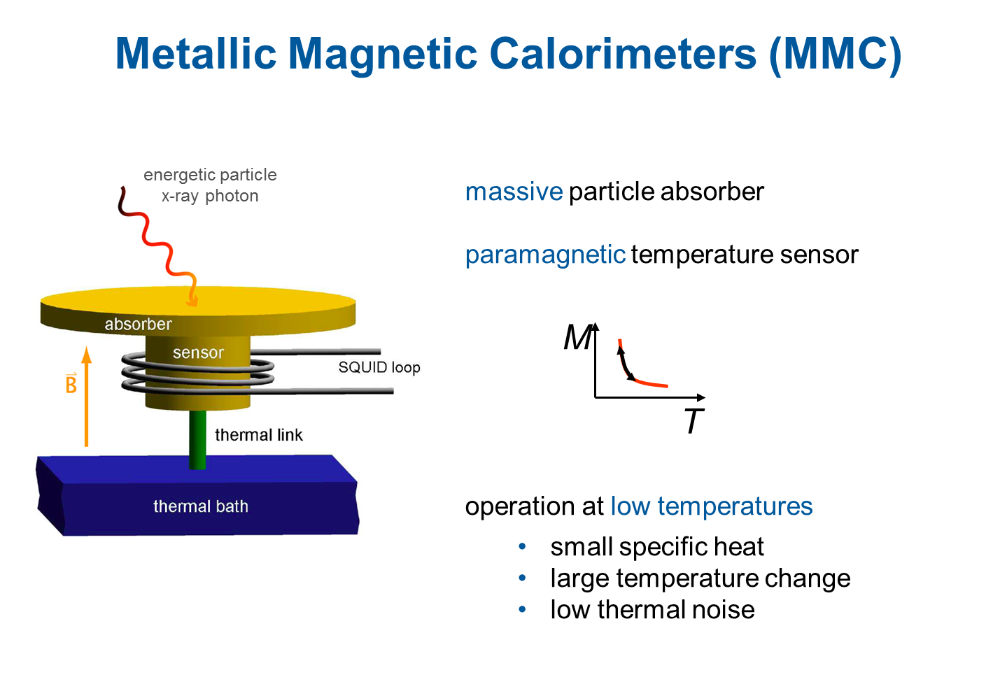 Metallic Magnetic Calorimeters (MMC)
energetic particle
x-ray photon
absorber
sensor
SQUID loop
B
thermal link
thermal bath
massive particle absorber
paramagnetic temperature sensor
M
T
operation at low temperatures
• small specific heat
• large temperature change
• low thermal noise